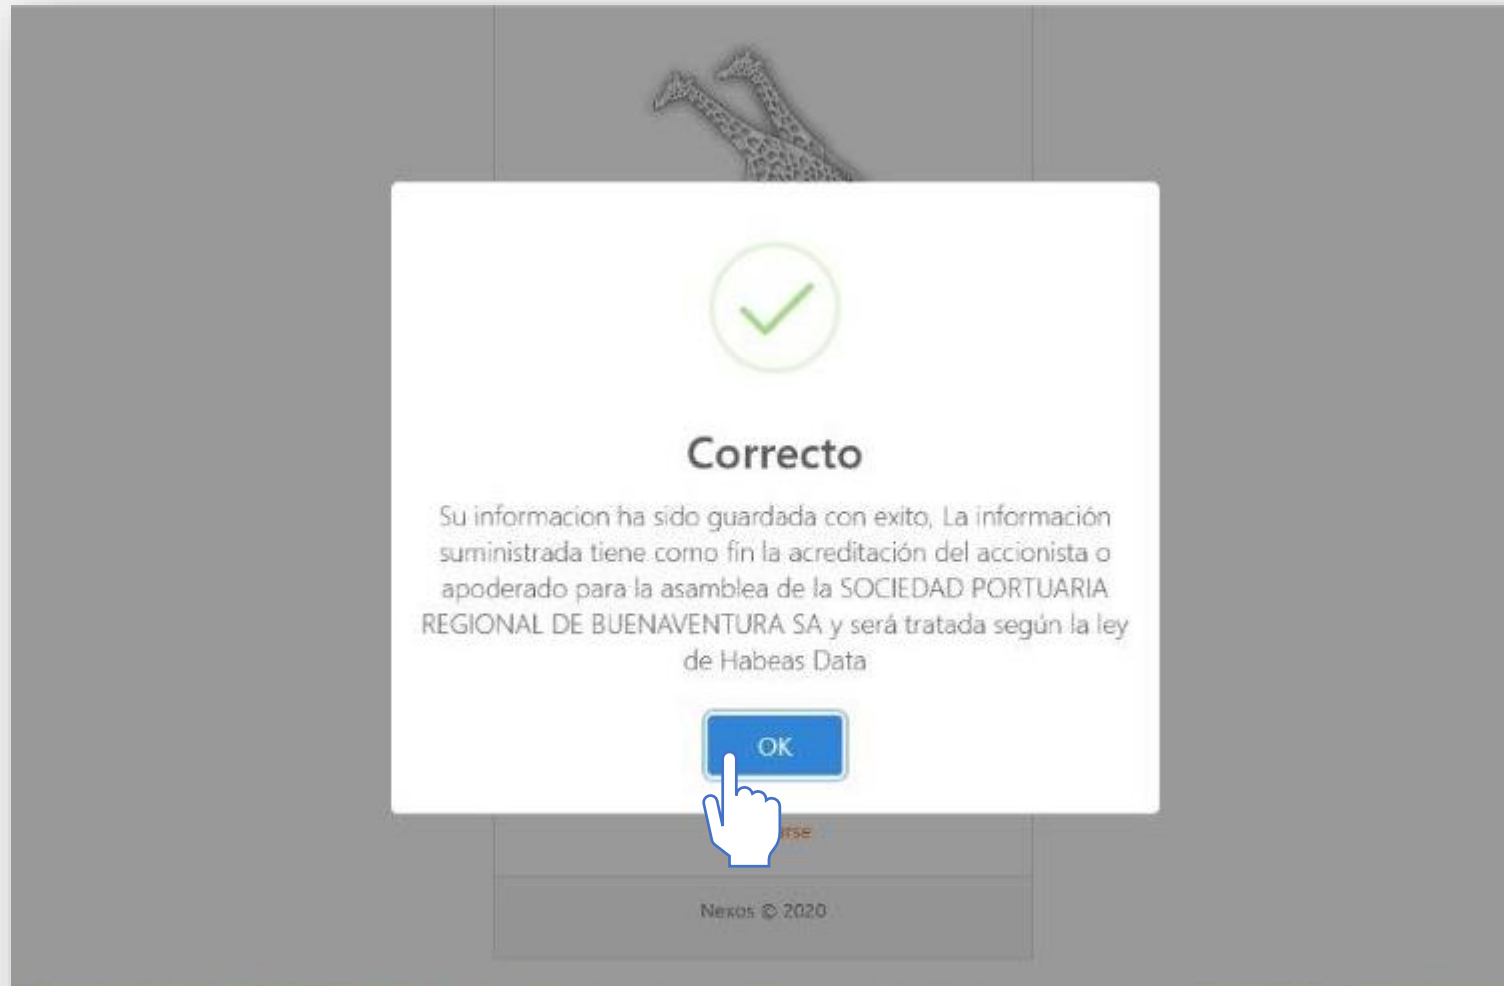 Correcto
Su informacion ha sido guardada con exito, La información
suministrada tiene como fin la acreditación del accionista o
apoderado para la asamblea de la SOCIEDAD PORTUARIA
REGIONAL DE BUENAVENTURA SA y será tratada según la ley
de Habeas Data
OK
Nexos © 2020